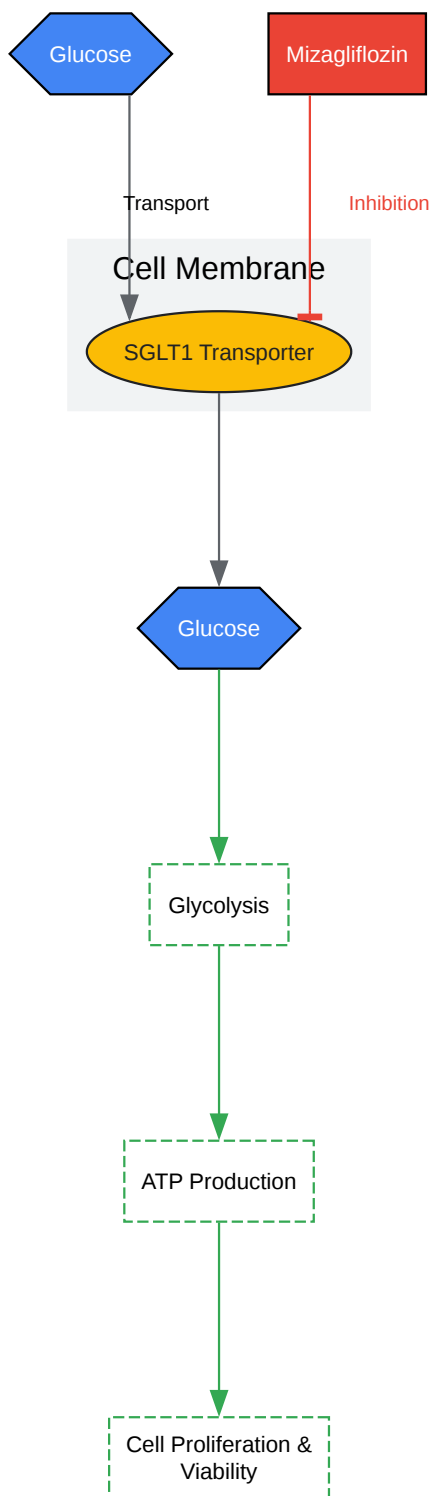 Glucose
Mizagliflozin
Transport
Inhibition
Cell Membrane
SGLT1 Transporter
Glucose
Glycolysis
ATP Production
Cell Proliferation &
Viability